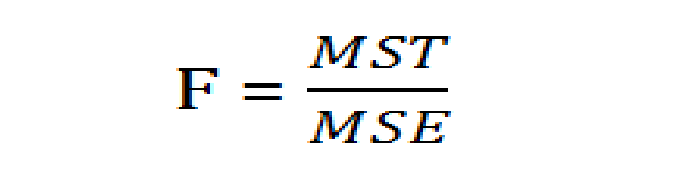 F = MST / MSE